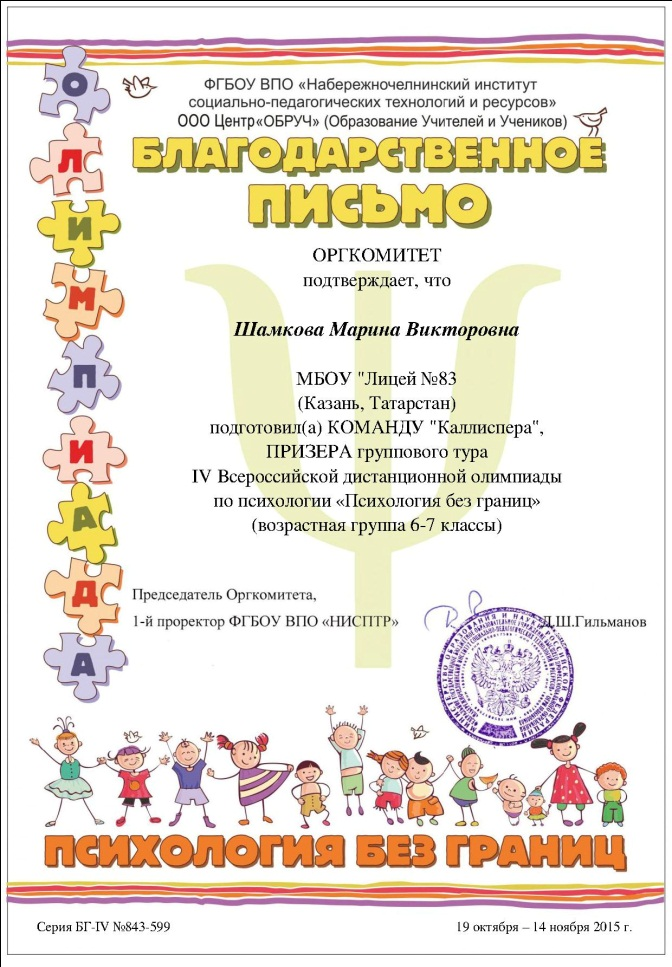 ФГБОУ ВПО «Набережночелнинский институт
социально-педагогических технологий и ресурсов»
ООО Центр«ОБРУЧ» (Образование Учителей и Учеников)
БЛАГОДАРСТВЕННОЕ
ПИСЬМО
ОЛИМПИАДА
ОРГКОМИТЕТ
подтверждает, что
Шамкова Марина Викторовна
МБОУ "Лицей №83
(Казань, Татарстан)
подготовил(а) КОМАНДУ "Каллиспера",
ПРИЗЕРА группового тура
IV Всероссийской дистанционной олимпиады
по психологии «Психология без границ»
(возрастная группа 6-7 классы)
Председатель Оргкомитета,
1-й проректор ФГБОУ ВПО «НИСПТР»
Л.Ш.Гильманов
ПСИХОЛОГИЯ БЕЗ ГРАНИЦ
Серия БГ-IV №843-599
19 октября – 14 ноября 2015 г.